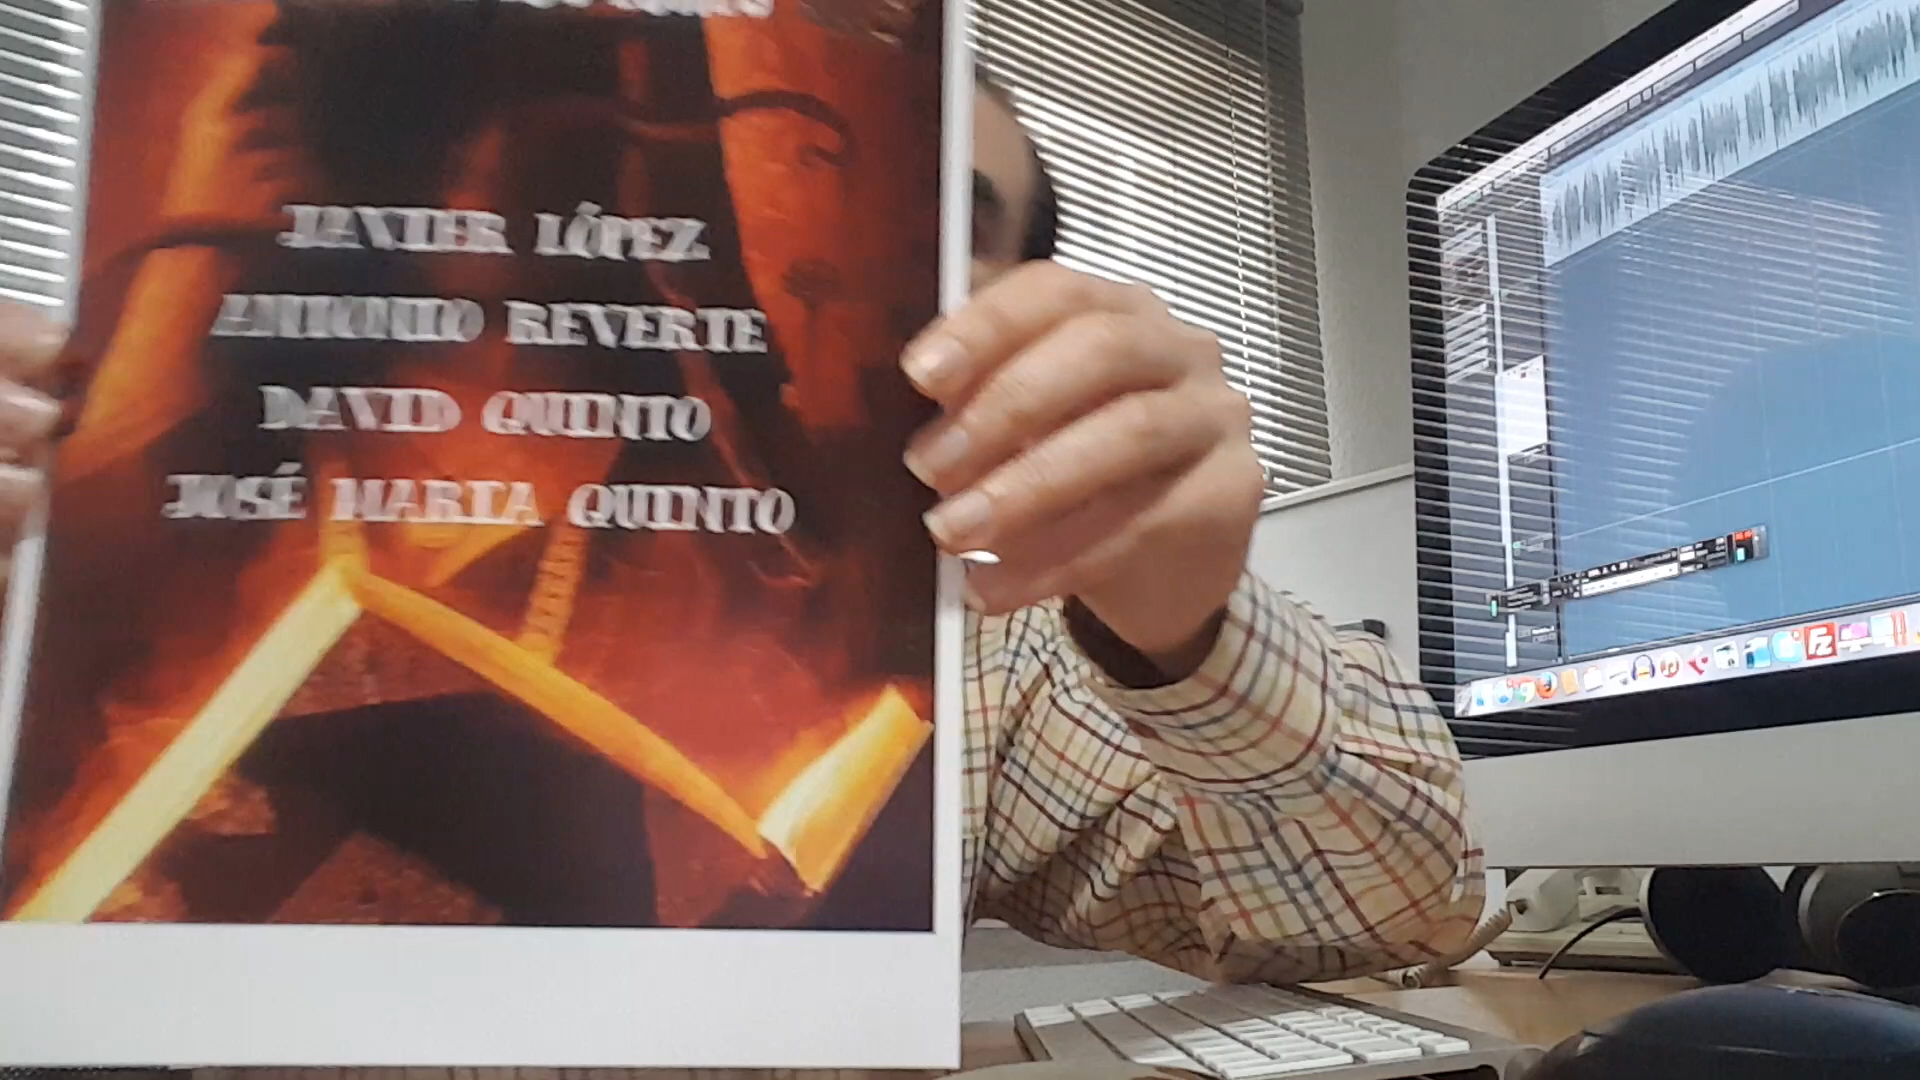 JAVIER LÓPEZ
ANTONIO REVERTE
DAVID QUINTO
JOSÉ MARIA QUINTO